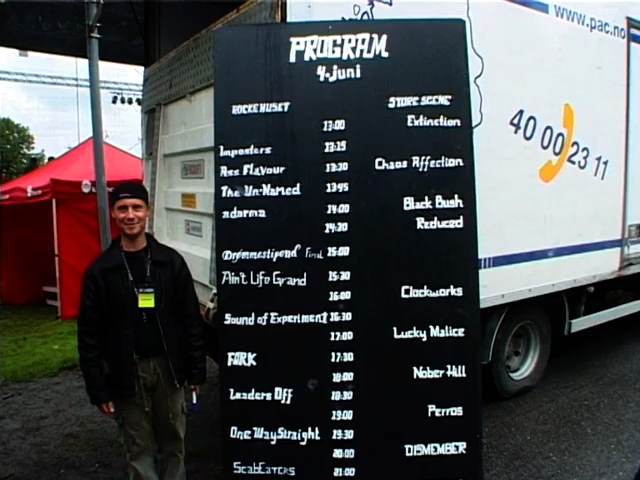 www.pac.no
40 00 23 11
PROGRAM
4.juni
ROCKEHUSET STORE SCENE
13:00 Extinction
Imposters 13:15
Ass Flavour 13:30 Chaos Affection
The Un-Named 13:45
adarma 14:00 Black Bush
14:30 Reduced
Drømmestipend Final 15:00
Ain't Life Grand 15:30
16:00 Clockworks
Sound of Experiment 16:30
17:00 Lucky Malice
FARK 17:30
18:00 Nober Hill
Leaders Off 18:30
19:00 Perros
One Way Straight 19:30
20:00 DISMEMBER
ScabEaters 21:00